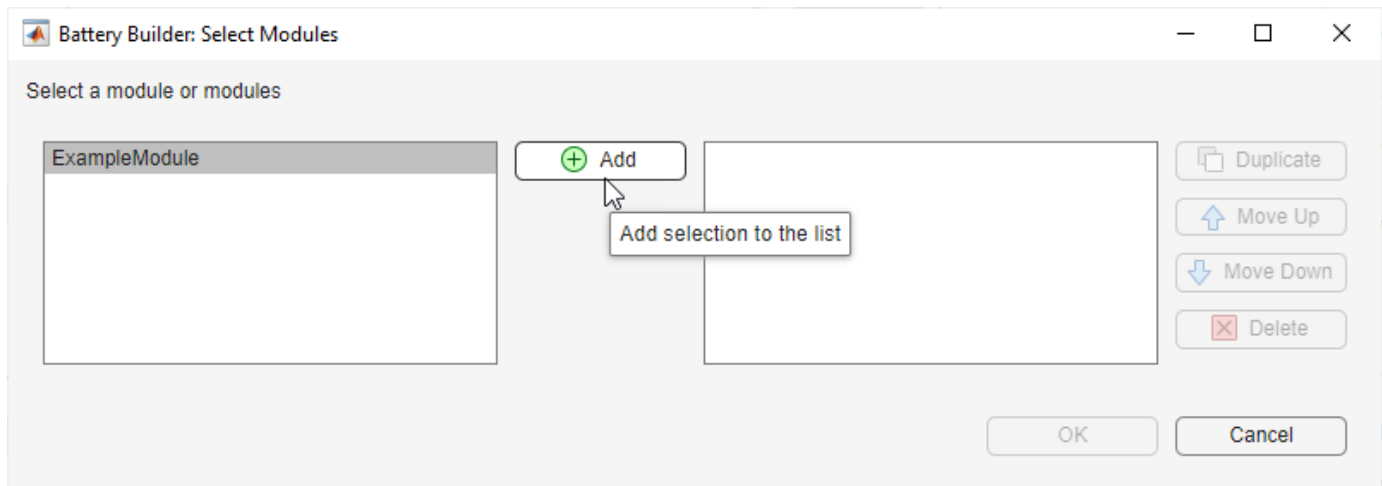 Battery Builder: Select Modules
Select a module or modules
ExampleModule
Add
Add selection to the list
Duplicate
Move Up
Move Down
Delete
OK
Cancel